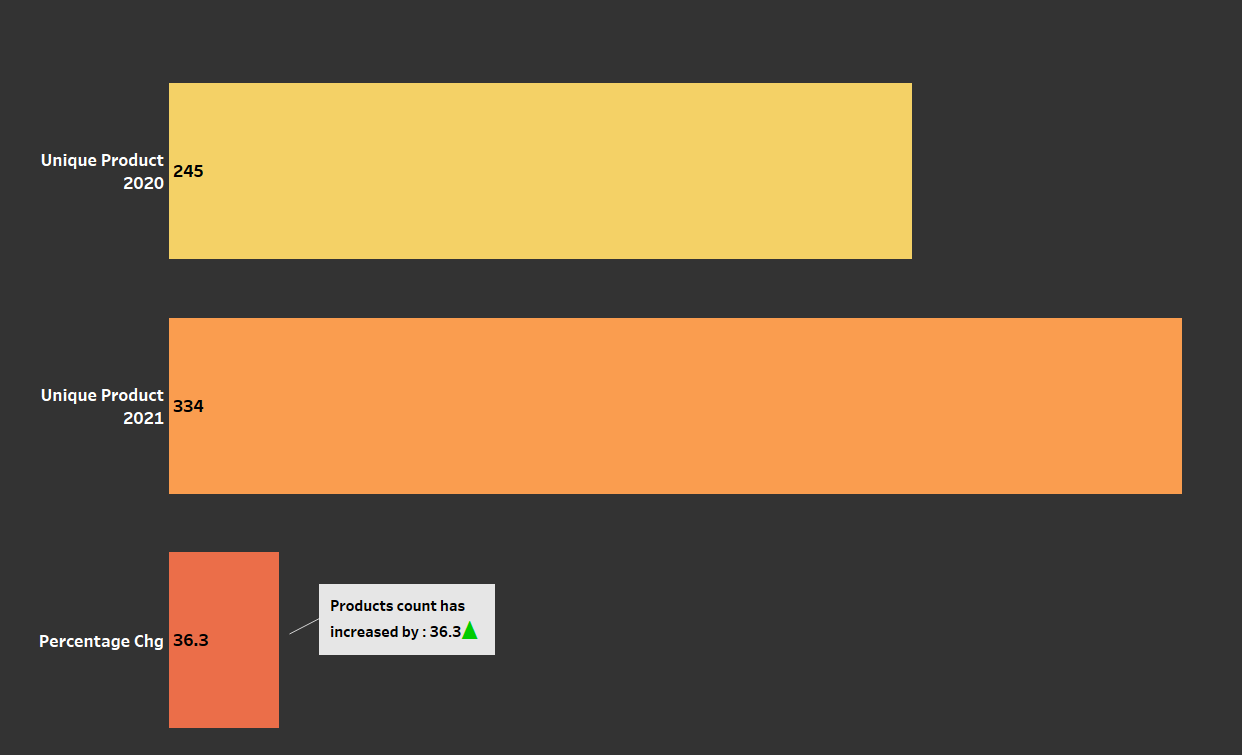 Unique Product
2020
245
Unique Product
2021
334
Percentage Chg
36.3
Products count has
increased by : 36.3▲